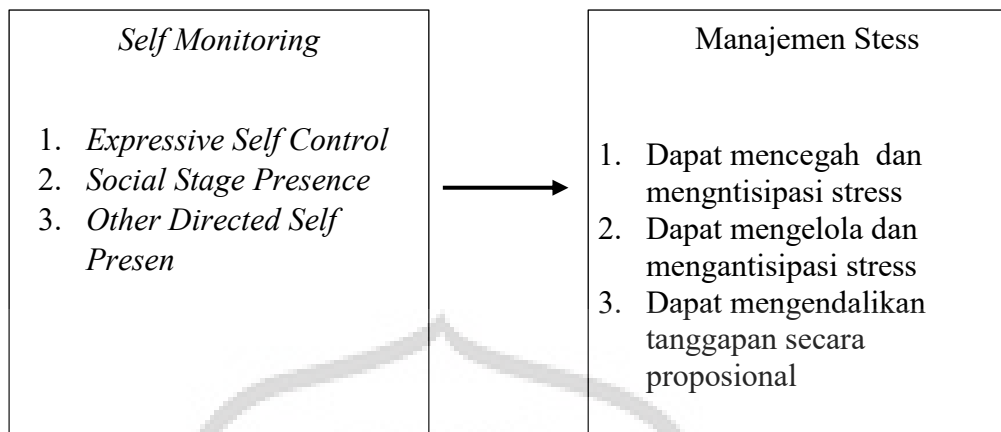 Self Monitoring
1. Expressive Self Control
2. Social Stage Presence
3. Other Directed Self
Presen
Manajemen Stess
1. Dapat mencegah dan
mengntisipasi stress
2. Dapat mengelola dan
mengantisipasi stress
3. Dapat mengendalikan
tanggapan secara
proposional